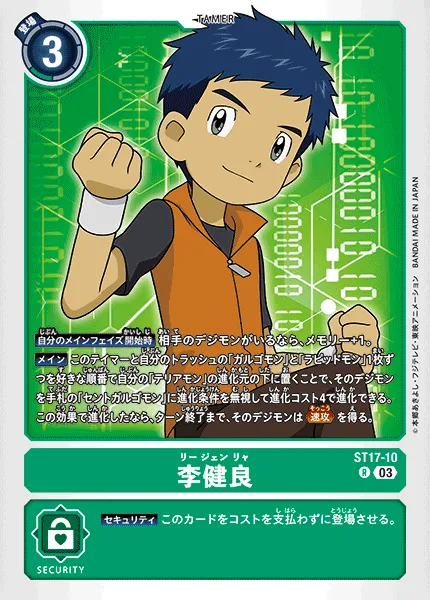 TAMER
登場
3
自分のメインフェイズ開始時 相手のデジモンがいるなら、メモリー+1。
メイン このテイマーと自分のトラッシュの「ガルゴモン」と「ラピッドモン」1枚ず
つを好きな順番で自分の「テリアモン」の進化元の下に置くことで、そのデジモン
を手札の「セントガルゴモン」に進化条件を無視して進化コスト4で進化できる。
この効果で進化したなら、ターン終了まで、そのデジモンは 速攻 を得る。
©本郷あきよし・フジテレビ・東映アニメーション BANDAI MADE IN JAPAN
リー ジェン リャ
李健良
ST17-10
R 03
セキュリティ このカードをコストを支払わずに登場させる。
SECURITY